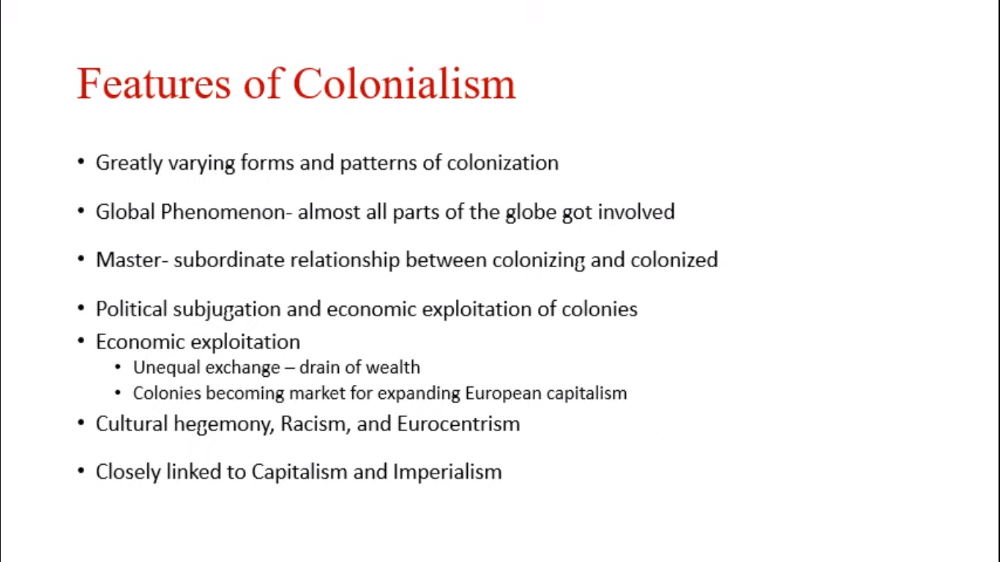 Features of Colonialism
• Greatly varying forms and patterns of colonization
• Global Phenomenon- almost all parts of the globe got involved
• Master- subordinate relationship between colonizing and colonized
• Political subjugation and economic exploitation of colonies
• Economic exploitation
• Unequal exchange – drain of wealth
• Colonies becoming market for expanding European capitalism
• Cultural hegemony, Racism, and Eurocentrism
• Closely linked to Capitalism and Imperialism